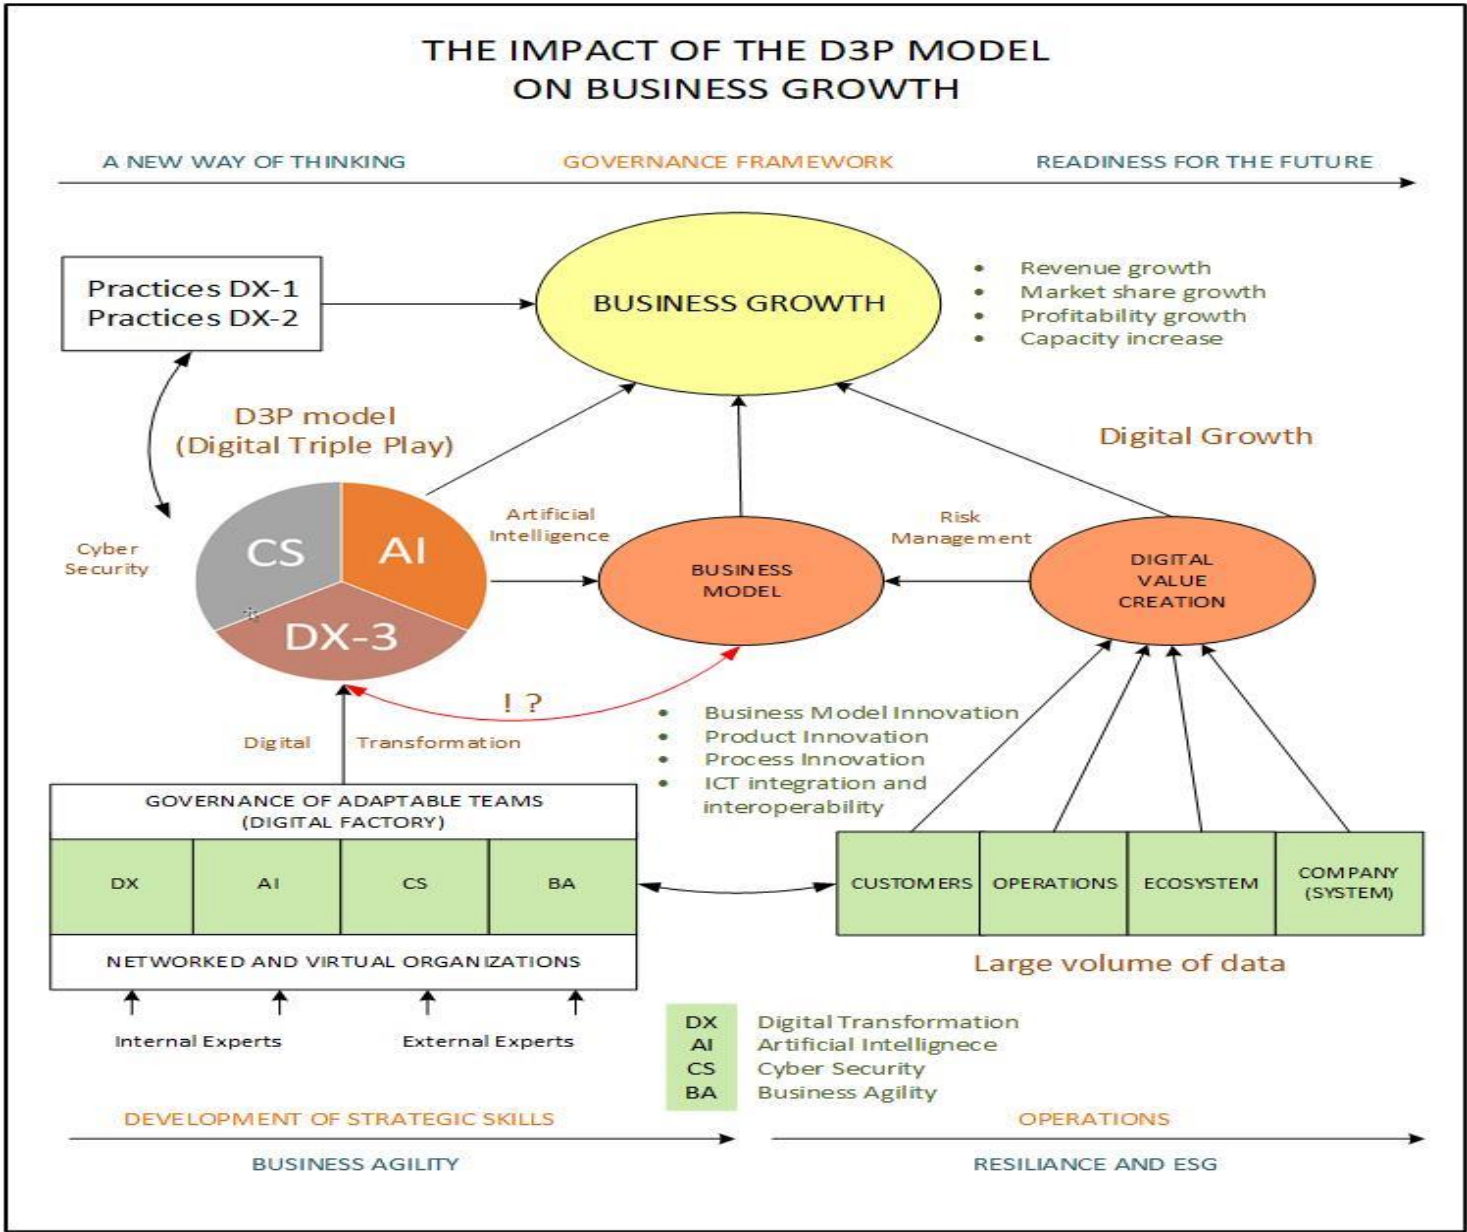 THE IMPACT OF THE D3P MODEL
ON BUSINESS GROWTH
A NEW WAY OF THINKING
GOVERNANCE FRAMEWORK
READINESS FOR THE FUTURE
Practices DX-1
Practices DX-2
BUSINESS GROWTH
• Revenue growth
• Market share growth
• Profitability growth
• Capacity increase
D3P model
(Digital Triple Play)
Digital Growth
Cyber
Security
CS
AI
DX-3
Artificial
Intelligence
BUSINESS
MODEL
Risk
Management
DIGITAL
VALUE
CREATION
! ?
Digital
Transformation
• Business Model Innovation
• Product Innovation
• Process Innovation
• ICT integration and
interoperability
GOVERNANCE OF ADAPTABLE TEAMS
(DIGITAL FACTORY)
DX
AI
CS
BA
NETWORKED AND VIRTUAL ORGANIZATIONS
Internal Experts
External Experts
CUSTOMERS
OPERATIONS
ECOSYSTEM
COMPANY
(SYSTEM)
Large volume of data
DX Digital Transformation
AI Artificial Intellignece
CS Cyber Security
BA Business Agility
DEVELOPMENT OF STRATEGIC SKILLS
BUSINESS AGILITY
OPERATIONS
RESILIANCE AND ESG